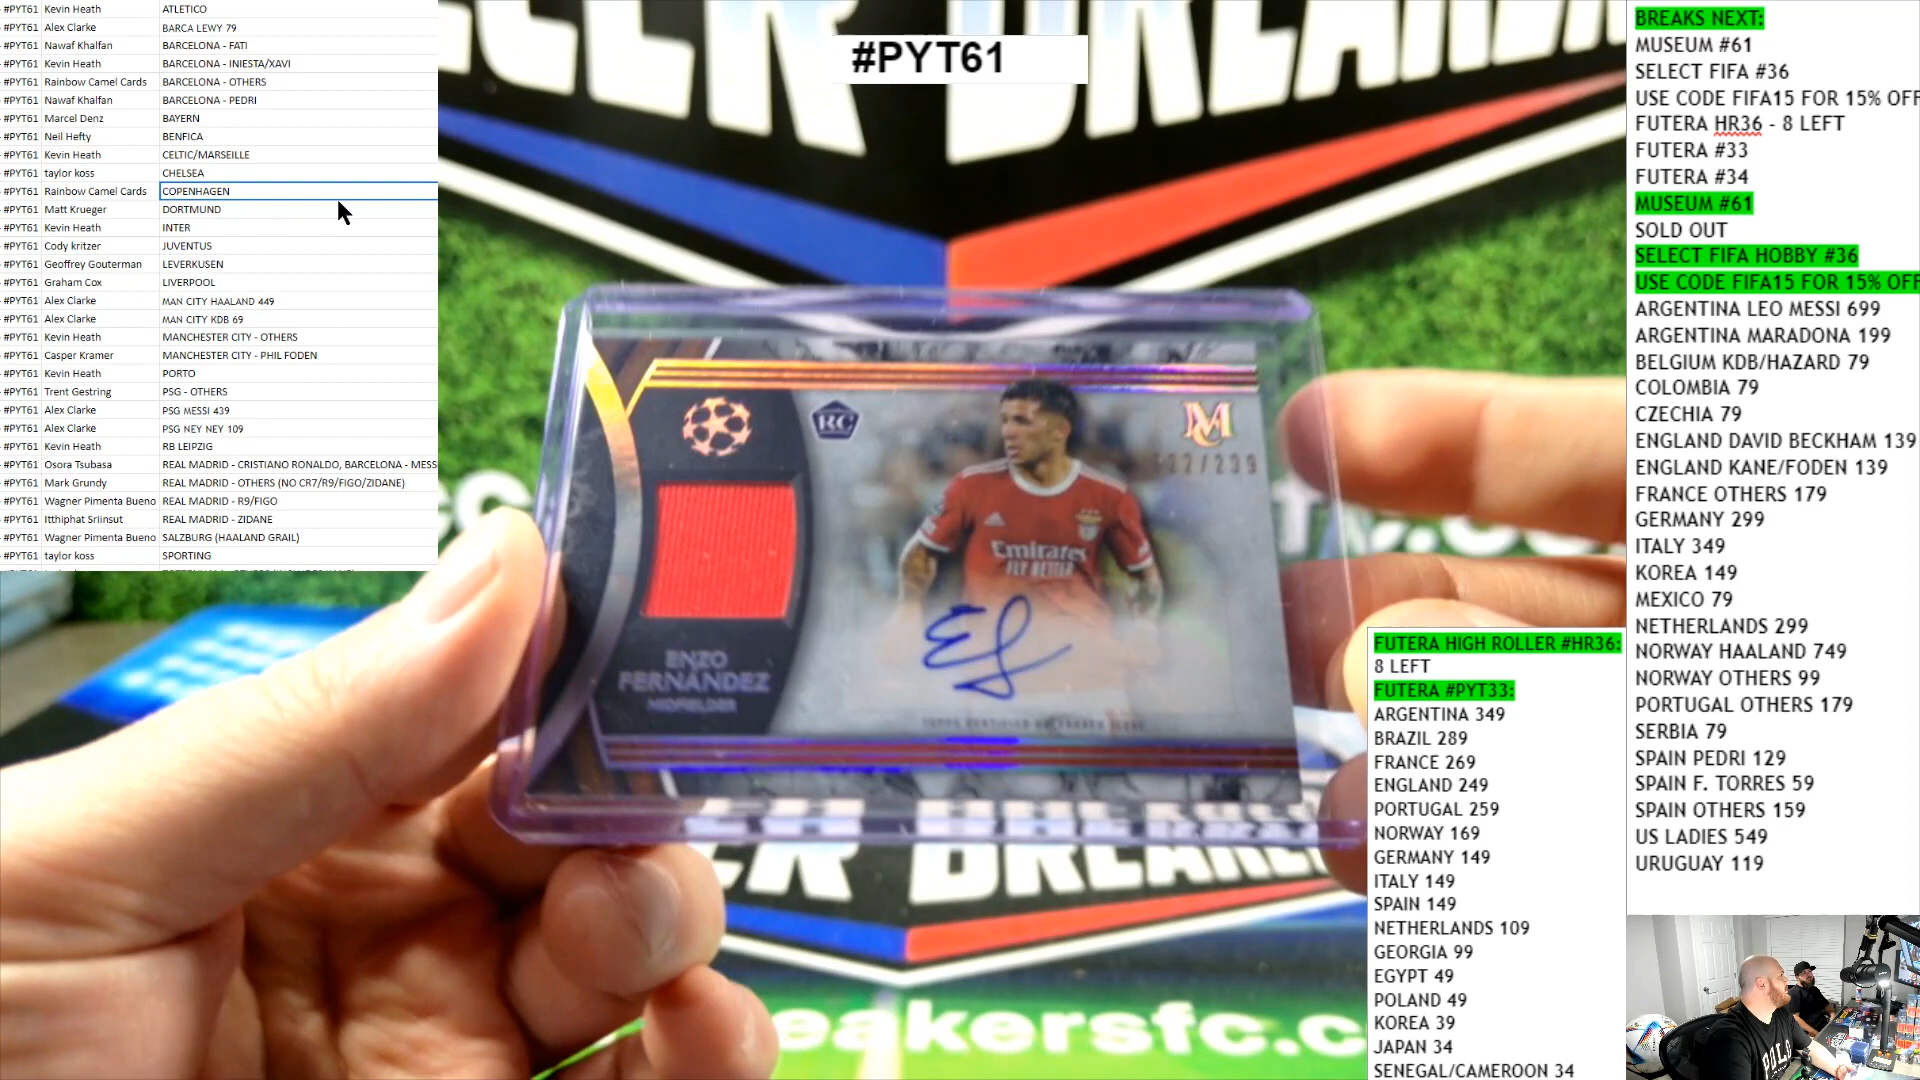 #PYT61 Kevin Heath ATLETICO
#PYT61 Alex Clarke BARCA LEWY 79
#PYT61 Nawaf Khalfan BARCELONA - FATI
#PYT61 Kevin Heath BARCELONA - INIESTA/XAVI
#PYT61 Rainbow Camel Cards BARCELONA - OTHERS
#PYT61 Nawaf Khalfan BARCELONA - PEDRI
#PYT61 Marcel Denz BAYERN
#PYT61 Neil Hefty BENFICA
#PYT61 Kevin Heath CELTIC/MARSEILLE
#PYT61 taylor koss CHELSEA
#PYT61 Rainbow Camel Cards COPENHAGEN
#PYT61 Matt Krueger DORTMUND
#PYT61 Kevin Heath INTER
#PYT61 Cody kritzer JUVENTUS
#PYT61 Geoffrey Gouterman LEVERKUSEN
#PYT61 Graham Cox LIVERPOOL
#PYT61 Alex Clarke MAN CITY HAALAND 449
#PYT61 Alex Clarke MAN CITY KDB 69
#PYT61 Kevin Heath MANCHESTER CITY - OTHERS
#PYT61 Casper Kramer MANCHESTER CITY - PHIL FODEN
#PYT61 Kevin Heath PORTO
#PYT61 Trent Gestring PSG - OTHERS
#PYT61 Alex Clarke PSG MESSI 439
#PYT61 Alex Clarke PSG NEY NEY 109
#PYT61 Kevin Heath RB LEIPZIG
#PYT61 Osora Tsubasa REAL MADRID - CRISTIANO RONALDO, BARCELONA - MESS
#PYT61 Mark Grundy REAL MADRID - OTHERS (NO CR7/R9/FIGO/ZIDANE)
#PYT61 Wagner Pimenta Bueno REAL MADRID - R9/FIGO
#PYT61 Itthiphat Sriinsut REAL MADRID - ZIDANE
#PYT61 Wagner Pimenta Bueno SALZBURG (HAALAND GRAIL)
#PYT61 taylor koss SPORTING
#PYT61
RC
M
/239
Emirates
FLY BETTER
ENZO
FERNÁNDEZ
MIDFIELDER
eakersfc.c
FUTERA HIGH ROLLER #HR36:
8 LEFT
FUTERA #PYT33:
ARGENTINA 349
BRAZIL 289
FRANCE 269
ENGLAND 249
PORTUGAL 259
NORWAY 169
GERMANY 149
ITALY 149
SPAIN 149
NETHERLANDS 109
GEORGIA 99
EGYPT 49
POLAND 49
KOREA 39
JAPAN 34
SENEGAL/CAMEROON 34
BREAKS NEXT:
MUSEUM #61
SELECT FIFA #36
USE CODE FIFA15 FOR 15% OFF
FUTERA HR36 - 8 LEFT
FUTERA #33
FUTERA #34
MUSEUM #61
SOLD OUT
SELECT FIFA HOBBY #36
USE CODE FIFA15 FOR 15% OFF
ARGENTINA LEO MESSI 699
ARGENTINA MARADONA 199
BELGIUM KDB/HAZARD 79
COLOMBIA 79
CZECHIA 79
ENGLAND DAVID BECKHAM 139
ENGLAND KANE/FODEN 139
FRANCE OTHERS 179
GERMANY 299
ITALY 349
KOREA 149
MEXICO 79
NETHERLANDS 299
NORWAY HAALAND 749
NORWAY OTHERS 99
PORTUGAL OTHERS 179
SERBIA 79
SPAIN PEDRI 129
SPAIN F. TORRES 59
SPAIN OTHERS 159
US LADIES 549
URUGUAY 119
POLO